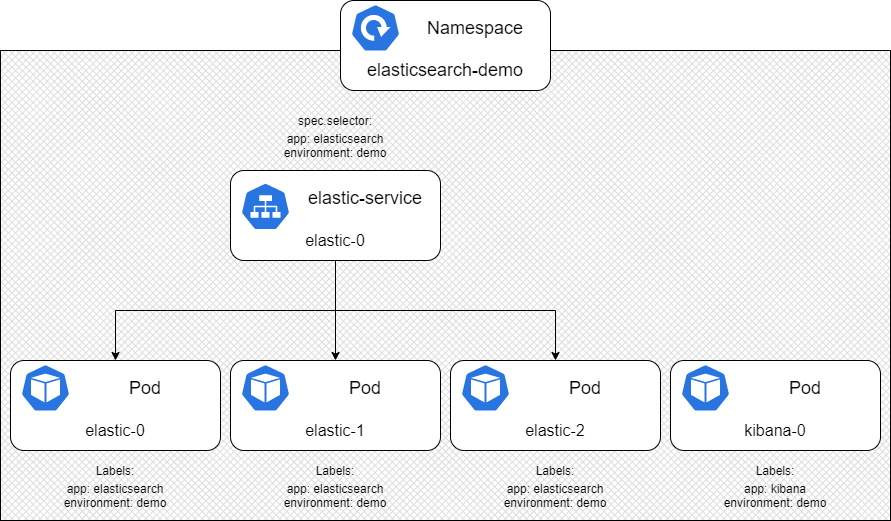 Namespace
elasticsearch-demo
spec.selector:
app: elasticsearch
environment: demo
elastic-service
elastic-0
Pod
elastic-0
Labels:
app: elasticsearch
environment: demo
Pod
elastic-1
Labels:
app: elasticsearch
environment: demo
Pod
elastic-2
Labels:
app: elasticsearch
environment: demo
Pod
kibana-0
Labels:
app: kibana
environment: demo